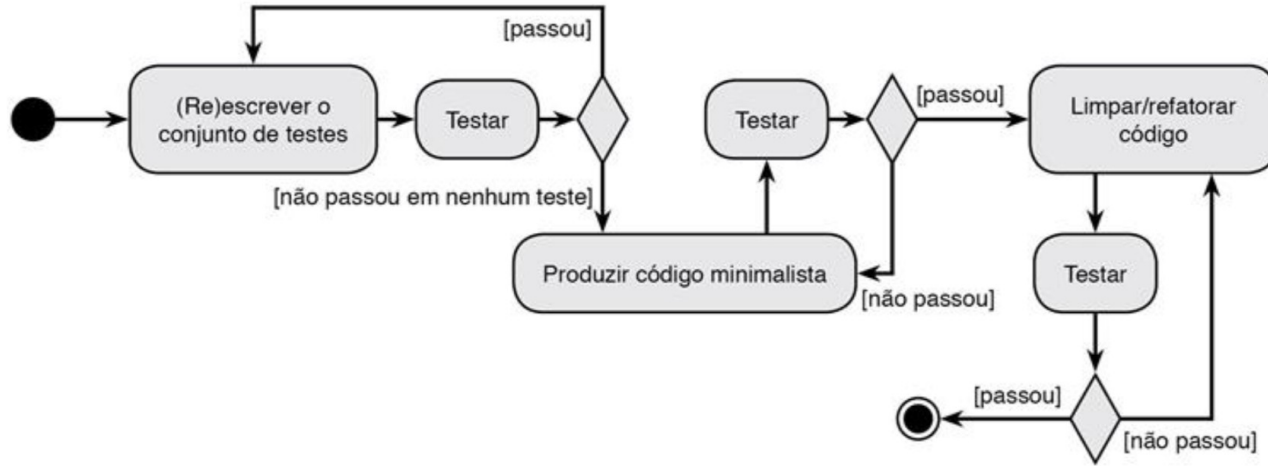 [passou]
(Re)escrever o
conjunto de testes
Testar
[não passou em nenhum teste]
Produzir código minimalista
Testar
[passou]
[não passou]
Limpar/refatorar
código
Testar
[passou]
[não passou]